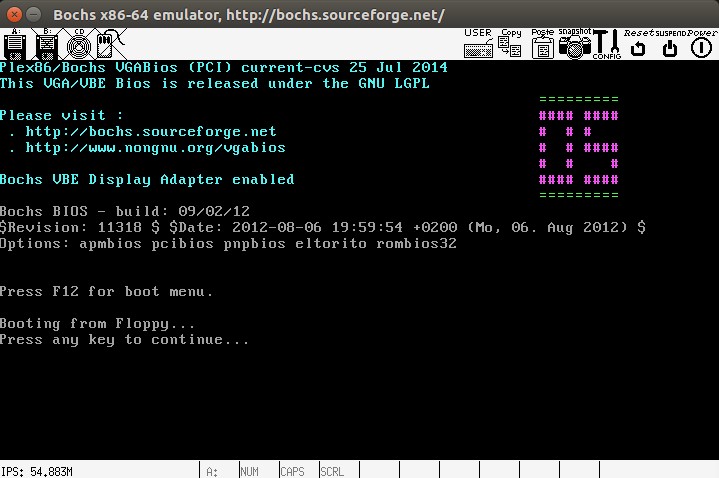 Bochs x86-64 emulator, http://bochs.sourceforge.net/
A: B: CD USER Copy Paste snapshot CONFIG Reset SUSPEND Power
Plex86/Bochs VGABios (PCI) current-cvs 25 Jul 2014
This VGA/VBE Bios is released under the GNU LGPL
=========
Please visit :                                                 #### ####
 . http://bochs.sourceforge.net                                #  # #
 . http://www.nongnu.org/vgabios                               #  # ####
#  #    #
Bochs VBE Display Adapter enabled                              #### ####
=========
Bochs BIOS - build: 09/02/12
$Revision: 11318 $ $Date: 2012-08-06 19:59:54 +0200 (Mo, 06. Aug 2012) $
Options: apmbios pcibios pnpbios eltorito rombios32
Press F12 for boot menu.
Booting from Floppy...
Press any key to continue...
IPS: 54.883M A: NUM CAPS SCRL